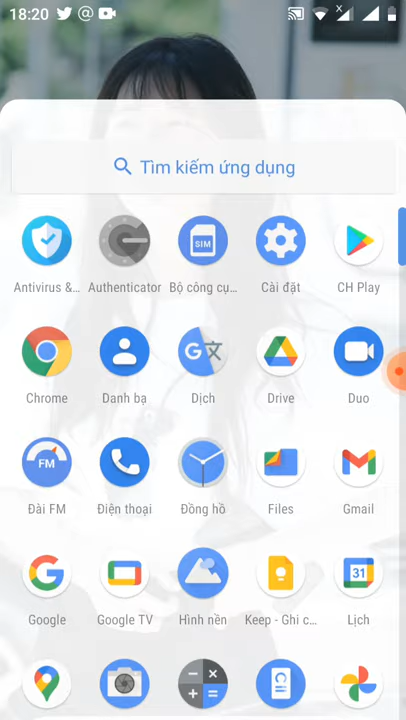 18:20
Tìm kiếm ứng dụng
SIM
Antivirus &...
Authenticator
Bộ công cụ...
Cài đặt
CH Play
G文
Chrome
Danh bạ
Dịch
Drive
Duo
FM
Đài FM
Điện thoại
Đồng hồ
Files
Gmail
31
Google
Google TV
Hình nền
Keep - Ghi c...
Lịch